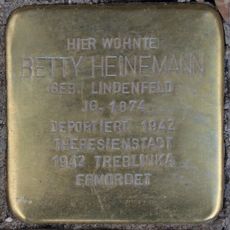 HIER WOHNTE
BETTY HEINEMANN
GEB. LINDENFELD
JG. 1874
DEPORTIERT 1942
THERESIENSTADT
1942 TREBLINKA
ERMORDET